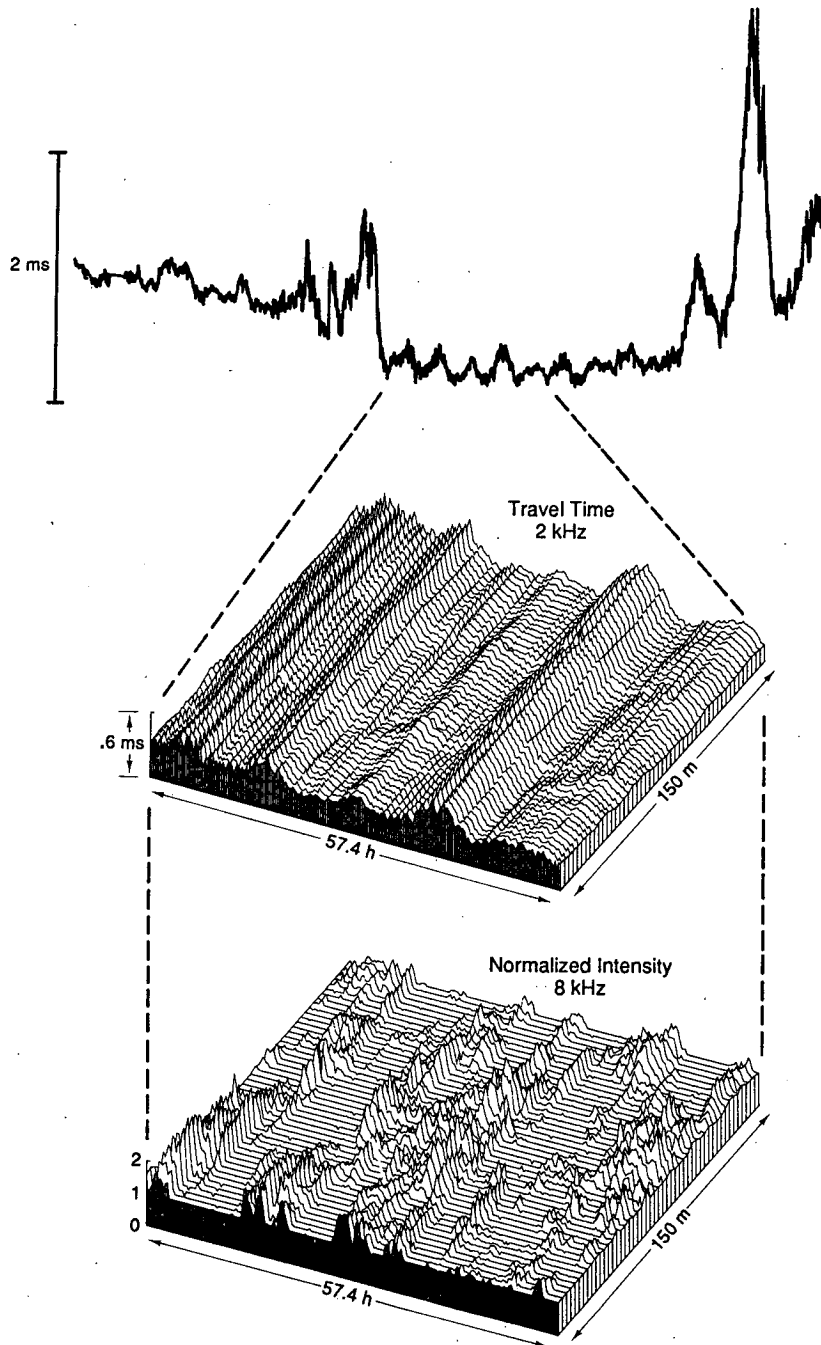 2 ms
Travel Time
2 kHz
.6 ms
57.4 h
150 m
Normalized Intensity
8 kHz
2
1
0
57.4 h
150 m